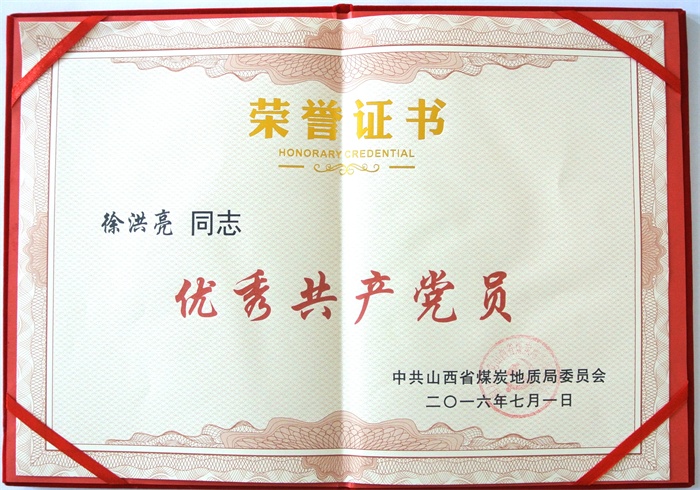 荣誉证书
HONORARY CREDENTIAL
徐洪亮 同志
优秀共产党员
中共山西省煤炭地质局委员会
二〇一六年七月一日